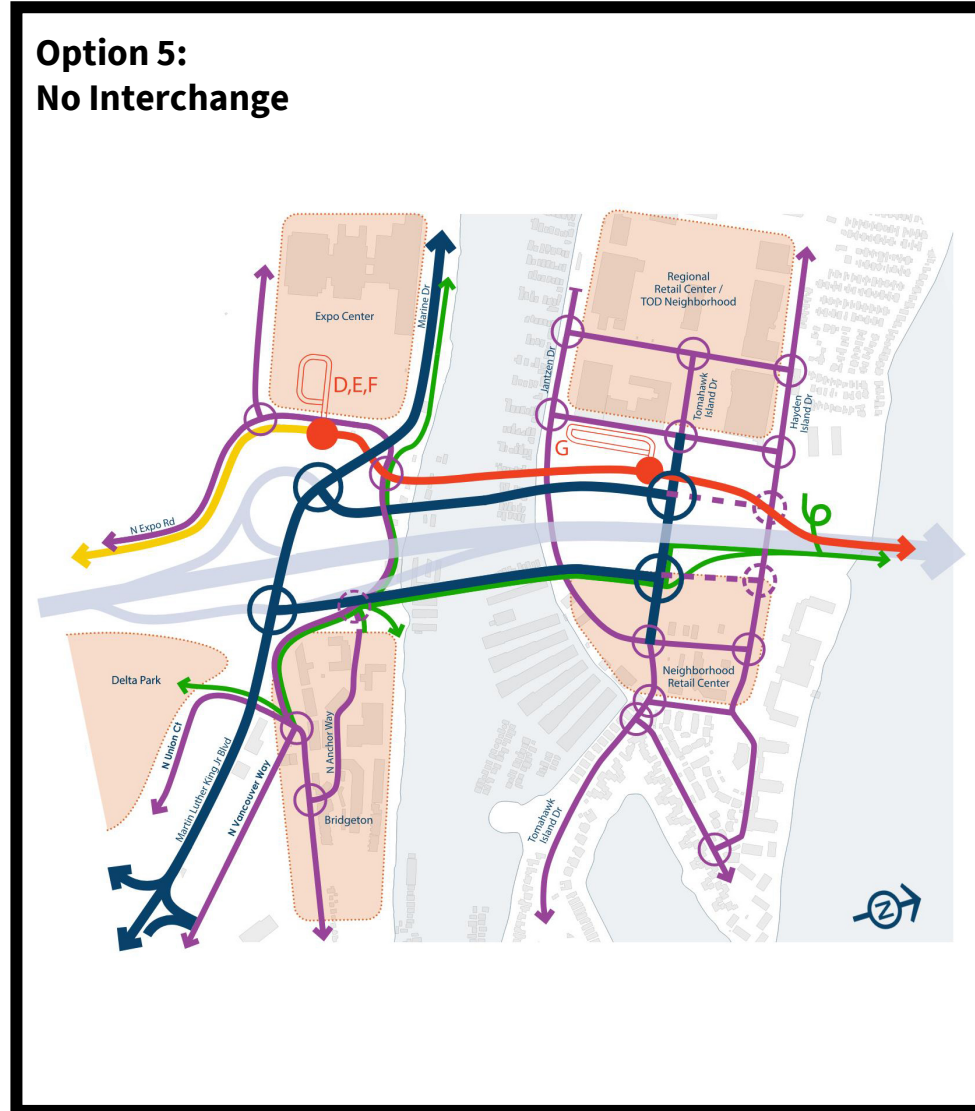 Option 5:
No Interchange
Expo Center
Marine Dr
D,E,F
N Expo Rd
Regional
Retail Center /
TOD Neighborhood
Jantzen Dr
Tomahawk
Island Dr
Hayden
Island Dr
G
Delta Park
N Union Ct
Martin Luther King Jr Blvd
N Vancouver Way
N Anchor Way
Bridgeton
Neighborhood
Retail Center
Tomahawk
Island Dr
N